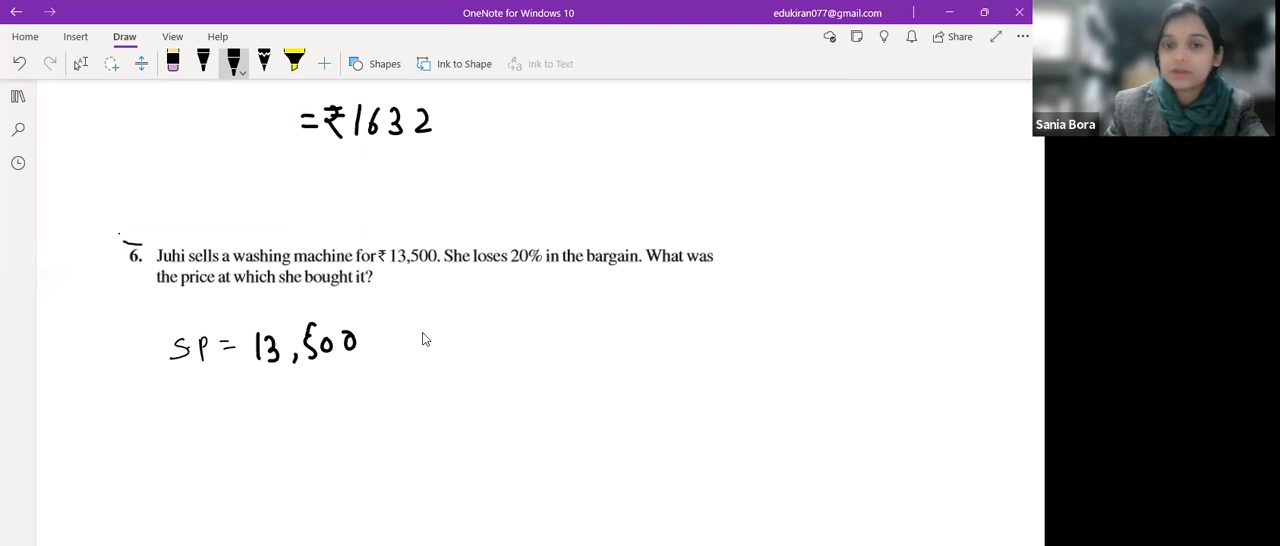 OneNote for Windows 10
edukiran077@gmail.com
Home Insert Draw View Help
Share
Shapes
Ink to Shape
Ink to Text
Sania Bora
= ₹ 1632
6. Juhi sells a washing machine for ₹ 13,500. She loses 20% in the bargain. What was
the price at which she bought it?
SP = 13,500